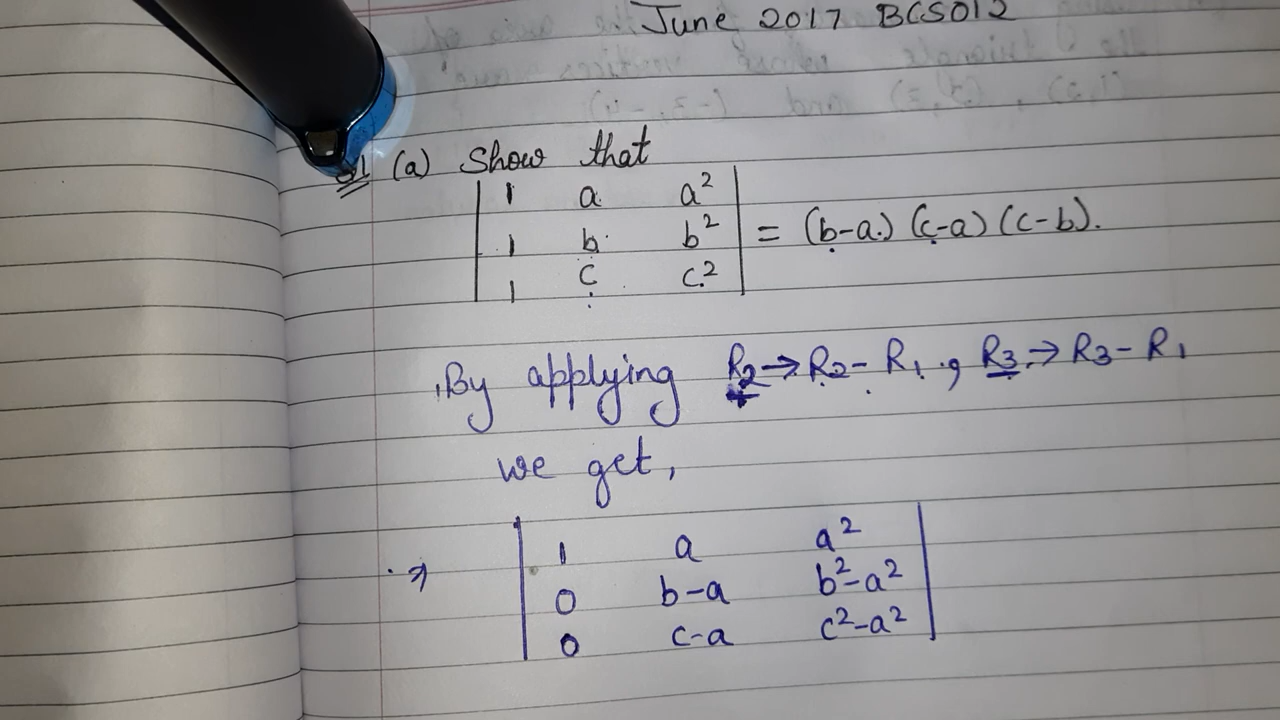 June 2017 BCS012
Q1 (a) Show that
| 1 a a² |
| 1 b b² | = (b-a) (c-a) (c-b).
| 1 c c² |
By applying R2→R2-R1, R3→R3-R1
we get,
⇒ | 1 a a² |
| 0 b-a b²-a² |
| 0 c-a c²-a² |